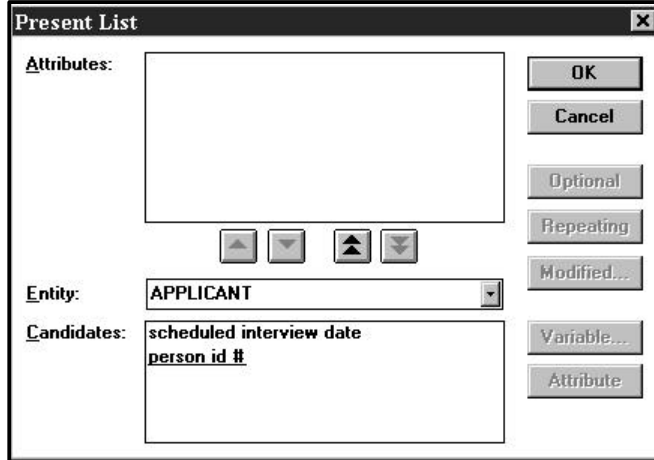 Present List
Attributes:
OK
Cancel
Optional
Repeating
Modified...
Entity:
APPLICANT
Candidates:
scheduled interview date
person id #
Variable...
Attribute